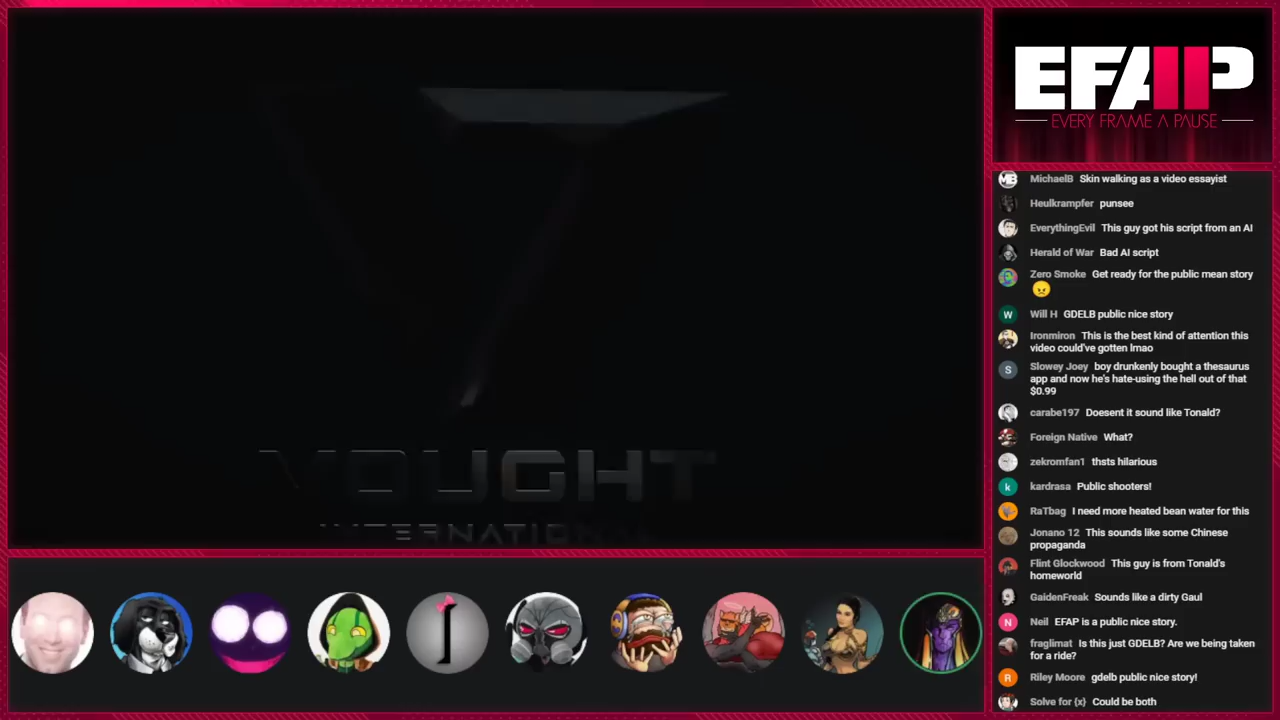 VOUGHT
INTERNATIONAL
EFAP
EVERY FRAME A PAUSE
MichaelB Skin walking as a video essayist
Heulkrampfer punsee
EverythingEvil This guy got his script from an AI
Herald of War Bad AI script
Zero Smoke Get ready for the public mean story
😠
Will H GDELB public nice story
Ironmiron This is the best kind of attention this
video could've gotten lmao
Slowey Joey boy drunkenly bought a thesaurus
app and now he's hate-using the hell out of that
$0.99
carabe197 Doesent it sound like Tonald?
Foreign Native What?
zekromfan1 thsts hilarious
kardrasa Public shooters!
RaTbag I need more heated bean water for this
Jonano 12 This sounds like some Chinese
propaganda
Flint Glockwood This guy is from Tonald's
homeworld
GaidenFreak Sounds like a dirty Gaul
Neil EFAP is a public nice story.
fraglimat Is this just GDELB? Are we being taken
for a ride?
Riley Moore gdelb public nice story!
Solve for {x} Could be both